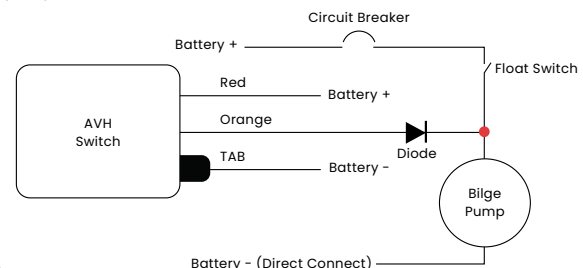 Circuit Breaker
Battery +
Float Switch
Red
Battery +
Orange
AVH
Switch
Diode
TAB
Battery -
Bilge
Pump
Battery - (Direct Connect)